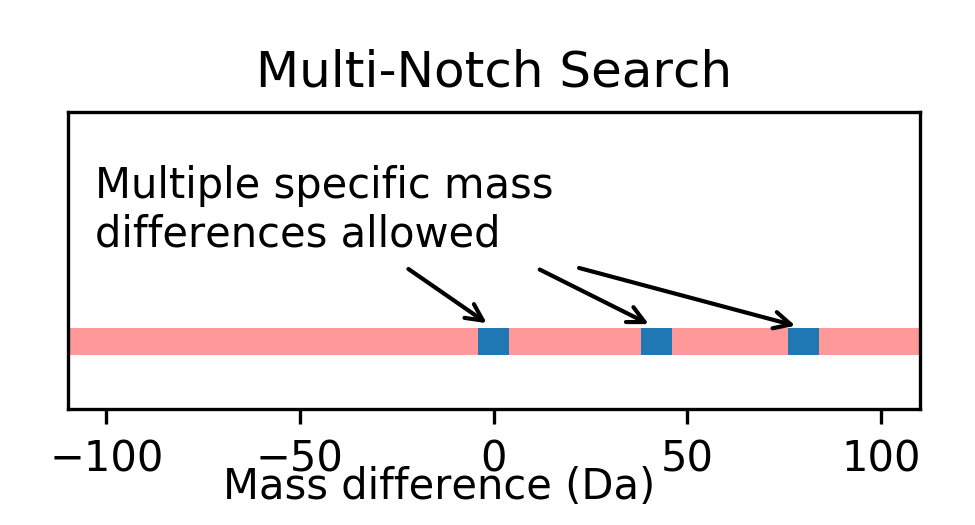 Multi-Notch Search
Multiple specific mass
differences allowed
−100 −50 0 50 100
Mass difference (Da)